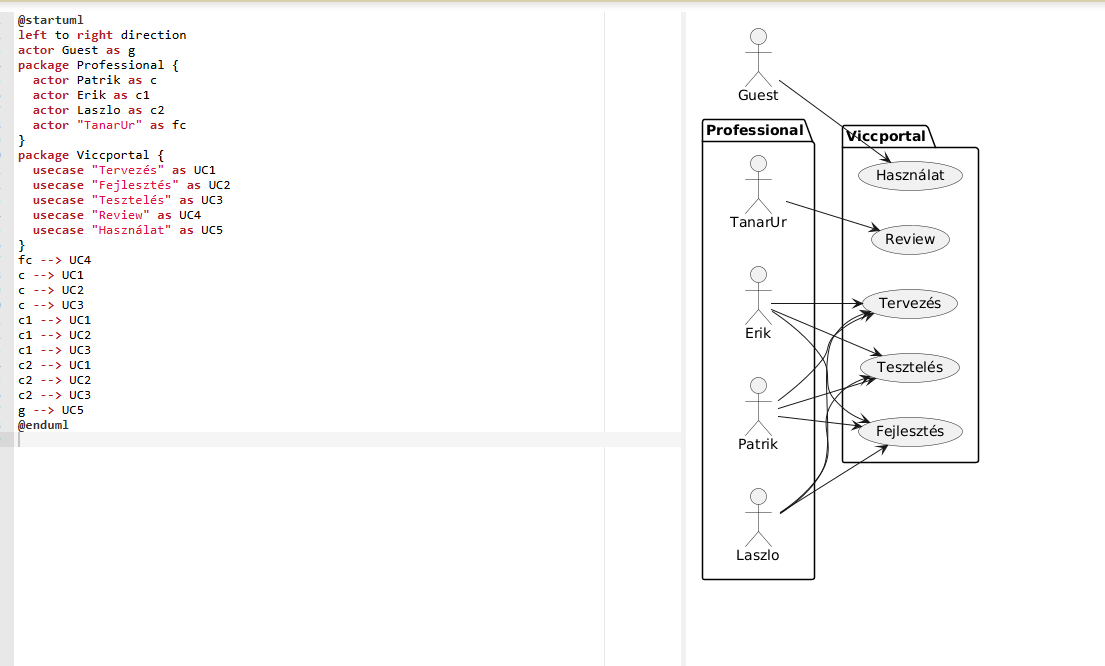 @startuml
left to right direction
actor Guest as g
package Professional {
  actor Patrik as c
  actor Erik as c1
  actor Laszlo as c2
  actor "TanarUr" as fc
}
package Viccportal {
  usecase "Tervezés" as UC1
  usecase "Fejlesztés" as UC2
  usecase "Tesztelés" as UC3
  usecase "Review" as UC4
  usecase "Használat" as UC5
}
fc --> UC4
c --> UC1
c --> UC2
c --> UC3
c1 --> UC1
c1 --> UC2
c1 --> UC3
c2 --> UC1
c2 --> UC2
c2 --> UC3
g --> UC5
@enduml
Guest
Professional
Viccportal
Használat
TanarUr
Review
Tervezés
Erik
Tesztelés
Fejlesztés
Patrik
Laszlo